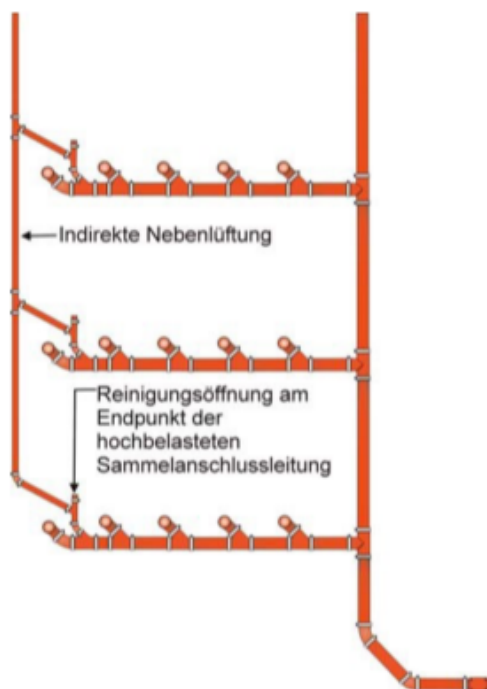 Indirekte Nebenlüftung
Reinigungsöffnung am
Endpunkt der
hochbelasteten
Sammelanschlussleitung